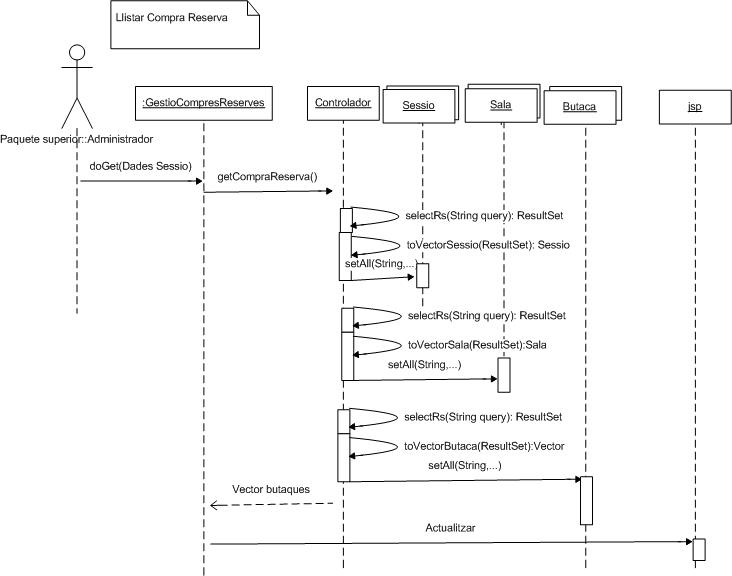 Llistar Compra Reserva
:GestioCompresReserves
Controlador
Sessio
Sala
Butaca
jsp
Paquete superior::Administrador
doGet(Dades Sessio)
getCompraReserva()
selectRs(String query): ResultSet
toVectorSessio(ResultSet): Sessio
setAll(String,...)
selectRs(String query): ResultSet
toVectorSala(ResultSet):Sala
setAll(String,...)
selectRs(String query): ResultSet
toVectorButaca(ResultSet):Vector
setAll(String,...)
Vector butaques
Actualitzar